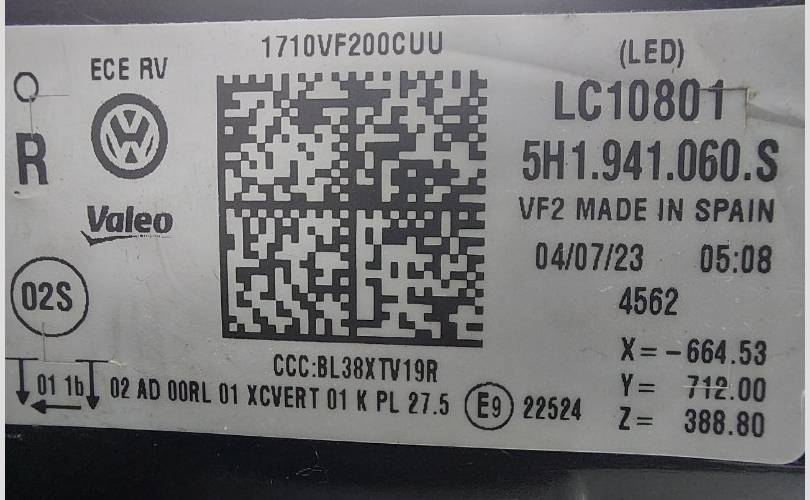 1710VF200CUU
(LED)
ECE RV
LC10801
R
5H1.941.060.S
Valeo
VF2 MADE IN SPAIN
04/07/23 05:08
02S
4562
CCC:BL38XTV19R
X= -664.53
01 1b 02 AD 00RL 01 XCVERT 01 K PL 27.5 E9 22524
Y= 712.00
Z= 388.80